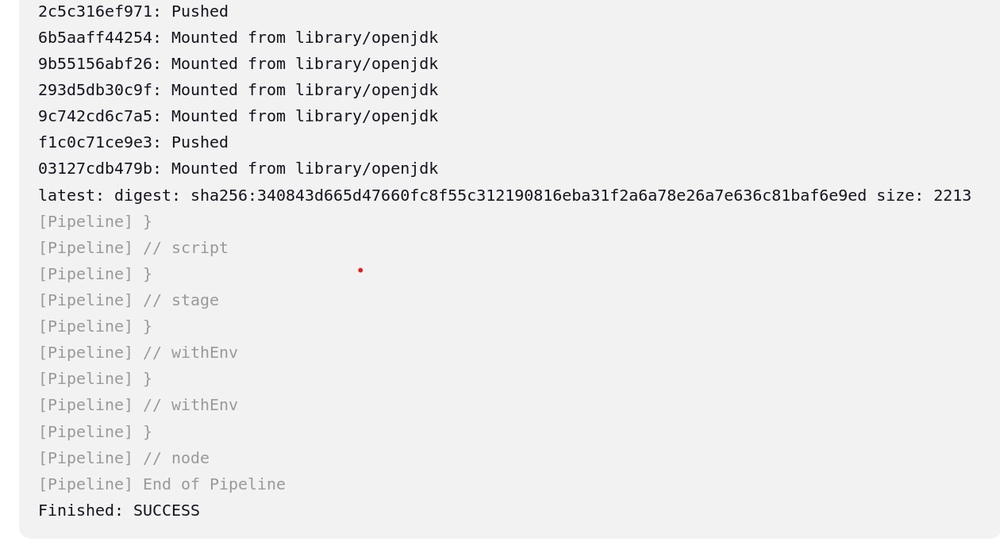 2c5c316ef971: Pushed
6b5aaff44254: Mounted from library/openjdk
9b55156abf26: Mounted from library/openjdk
293d5db30c9f: Mounted from library/openjdk
9c742cd6c7a5: Mounted from library/openjdk
f1c0c71ce9e3: Pushed
03127cdb479b: Mounted from library/openjdk
latest: digest: sha256:340843d665d47660fc8f55c312190816eba31f2a6a78e26a7e636c81baf6e9ed size: 2213
[Pipeline] }
[Pipeline] // script
[Pipeline] }
[Pipeline] // stage
[Pipeline] }
[Pipeline] // withEnv
[Pipeline] }
[Pipeline] // withEnv
[Pipeline] }
[Pipeline] // node
[Pipeline] End of Pipeline
Finished: SUCCESS